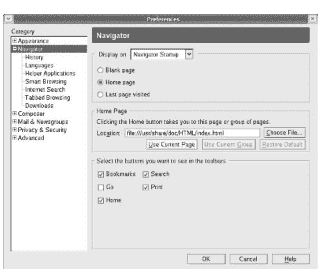 Preferences
Category
Appearance
Navigator
History
Languages
Helper Applications
Smart Browsing
Internet Search
Tabbed Browsing
Downloads
Composer
Mail & Newsgroups
Privacy & Security
Advanced
Navigator
Display on Navigator Startup
Blank page
Home page
Last page visited
Home Page
Clicking the Home button takes you to this page or group of pages.
Location: file:///usr/share/doc/HTML/index.html Choose File...
Use Current Page Use Current Group Restore Default
Select the buttons you want to see in the toolbars
Bookmarks Search
Go Print
Home
OK Cancel Help